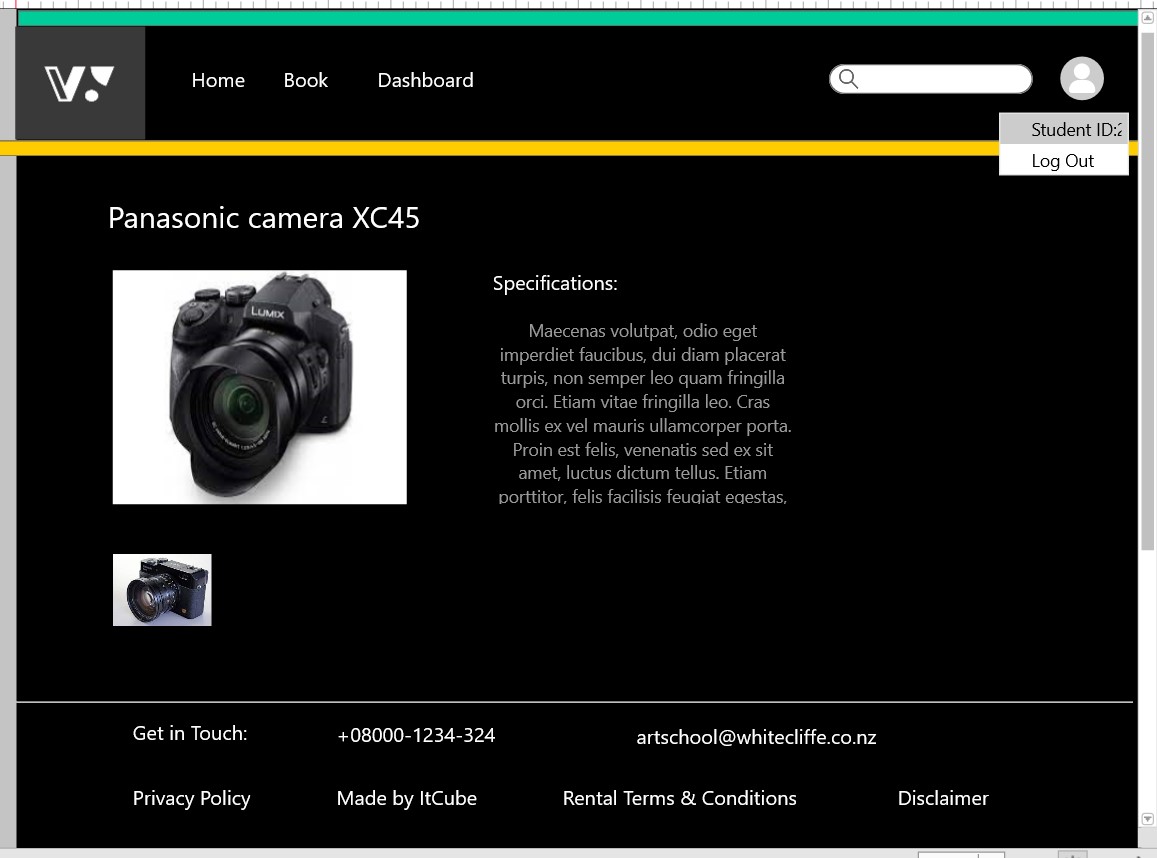 Home Book Dashboard
Student ID:2
Log Out
Panasonic camera XC45
LUMIX
Specifications:
Maecenas volutpat, odio eget
imperdiet faucibus, dui diam placerat
turpis, non semper leo quam fringilla
orci. Etiam vitae fringilla leo. Cras
mollis ex vel mauris ullamcorper porta.
Proin est felis, venenatis sed ex sit
amet, luctus dictum tellus. Etiam
porttitor, felis facilisis feugiat egestas,
Get in Touch: +08000-1234-324 artschool@whitecliffe.co.nz
Privacy Policy Made by ItCube Rental Terms & Conditions Disclaimer